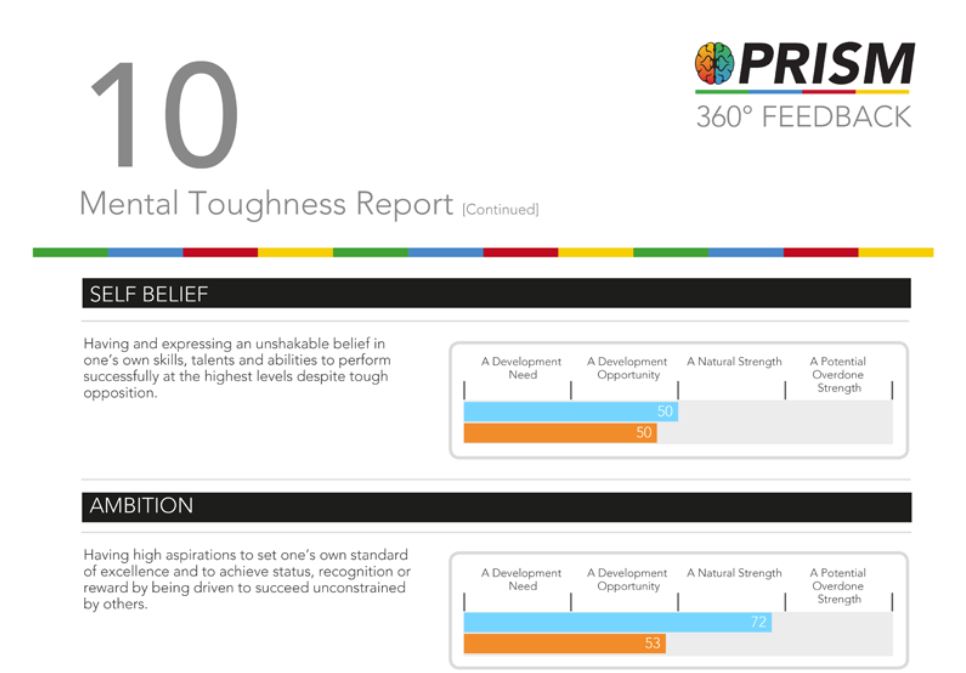 10
PRISM
360° FEEDBACK
Mental Toughness Report [Continued]
SELF BELIEF
Having and expressing an unshakable belief in
one's own skills, talents and abilities to perform
successfully at the highest levels despite tough
opposition.
A Development
Need
A Development
Opportunity
A Natural Strength
A Potential
Overdone
Strength
50
50
AMBITION
Having high aspirations to set one's own standard
of excellence and to achieve status, recognition or
reward by being driven to succeed unconstrained
by others.
A Development
Need
A Development
Opportunity
A Natural Strength
A Potential
Overdone
Strength
72
53